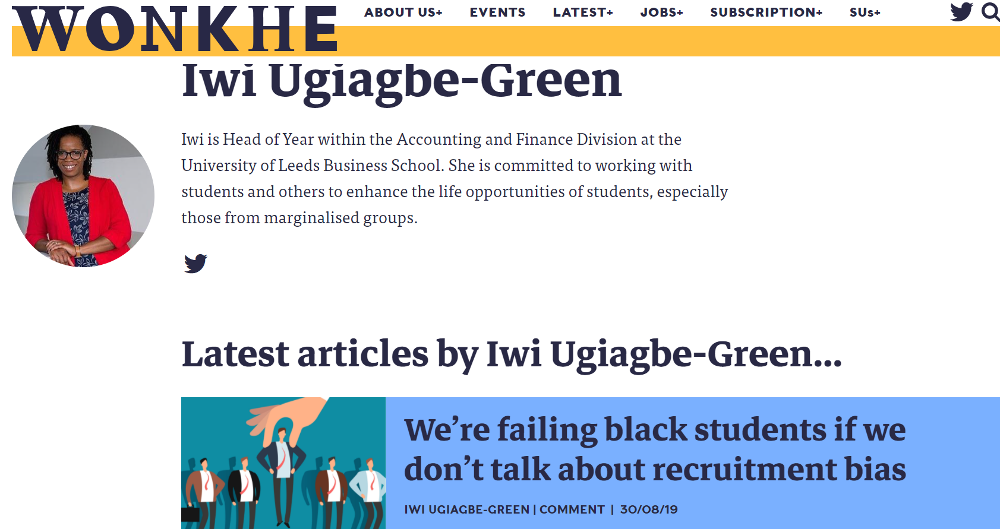 WONKHE
ABOUT US+ EVENTS LATEST+ JOBS+ SUBSCRIPTION+ SUs+
Iwi Ugiagbe-Green
Iwi is Head of Year within the Accounting and Finance Division at the
University of Leeds Business School. She is committed to working with
students and others to enhance the life opportunities of students, especially
those from marginalised groups.
Latest articles by Iwi Ugiagbe-Green...
We’re failing black students if we
don’t talk about recruitment bias
IWI UGIAGBE-GREEN | COMMENT | 30/08/19